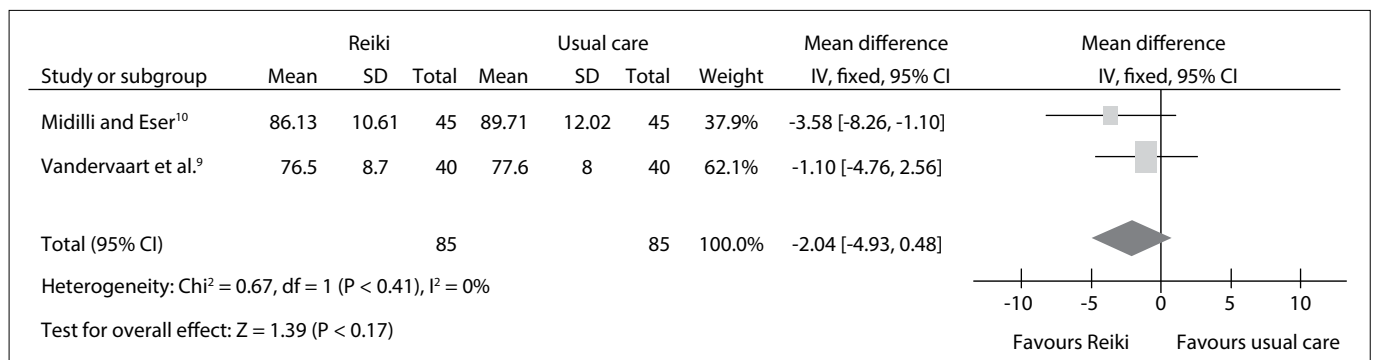 Reiki Usual care Mean difference Mean difference
Study or subgroup Mean SD Total Mean SD Total Weight IV, fixed, 95% CI IV, fixed, 95% CI
Midilli and Eser¹⁰ 86.13 10.61 45 89.71 12.02 45 37.9% -3.58 [-8.26, -1.10]
Vandervaart et al.⁹ 76.5 8.7 40 77.6 8 40 62.1% -1.10 [-4.76, 2.56]
Total (95% CI) 85 85 100.0% -2.04 [-4.93, 0.48]
Heterogeneity: Chi² = 0.67, df = 1 (P < 0.41), I² = 0%
-10 -5 0 5 10
Test for overall effect: Z = 1.39 (P < 0.17)
Favours Reiki Favours usual care